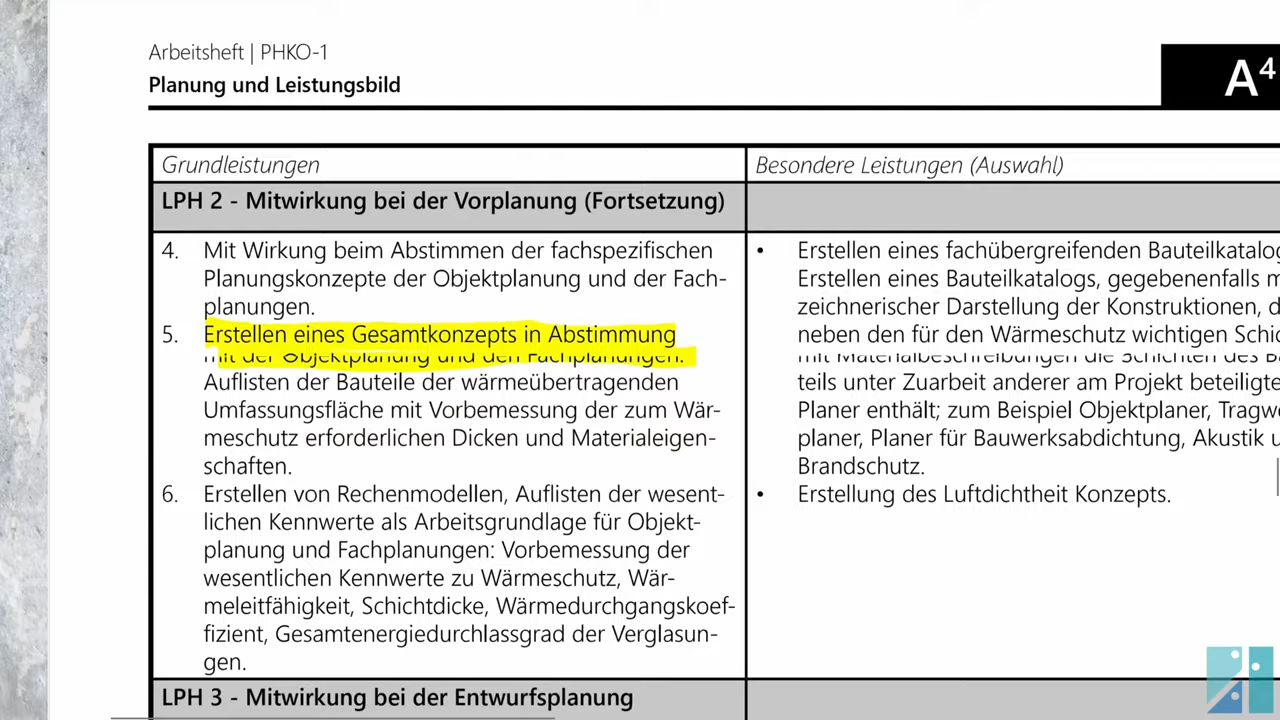 Arbeitsheft | PHKO-1
Planung und Leistungsbild
A4
Grundleistungen
Besondere Leistungen (Auswahl)
LPH 2 - Mitwirkung bei der Vorplanung (Fortsetzung)
4. Mit Wirkung beim Abstimmen der fachspezifischen
Planungskonzepte der Objektplanung und der Fach-
planungen.
5. Erstellen eines Gesamtkonzepts in Abstimmung
mit der Objektplanung und den Fachplanungen.
Auflisten der Bauteile der wärmeübertragenden
Umfassungsfläche mit Vorbemessung der zum Wär-
meschutz erforderlichen Dicken und Materialeigen-
schaften.
6. Erstellen von Rechenmodellen, Auflisten der wesent-
lichen Kennwerte als Arbeitsgrundlage für Objekt-
planung und Fachplanungen: Vorbemessung der
wesentlichen Kennwerte zu Wärmeschutz, Wär-
meleitfähigkeit, Schichtdicke, Wärmedurchgangskoef-
fizient, Gesamtenergiedurchlassgrad der Verglasun-
gen.
• Erstellen eines fachübergreifenden Bauteilkatalog
Erstellen eines Bauteilkatalogs, gegebenenfalls m
zeichnerischer Darstellung der Konstruktionen, d
neben den für den Wärmeschutz wichtigen Schic
mit Materialbeschreibungen die Schichten des B
teils unter Zuarbeit anderer am Projekt beteiligte
Planer enthält; zum Beispiel Objektplaner, Tragwe
planer, Planer für Bauwerksabdichtung, Akustik u
Brandschutz.
• Erstellung des Luftdichtheit Konzepts.
LPH 3 - Mitwirkung bei der Entwurfsplanung